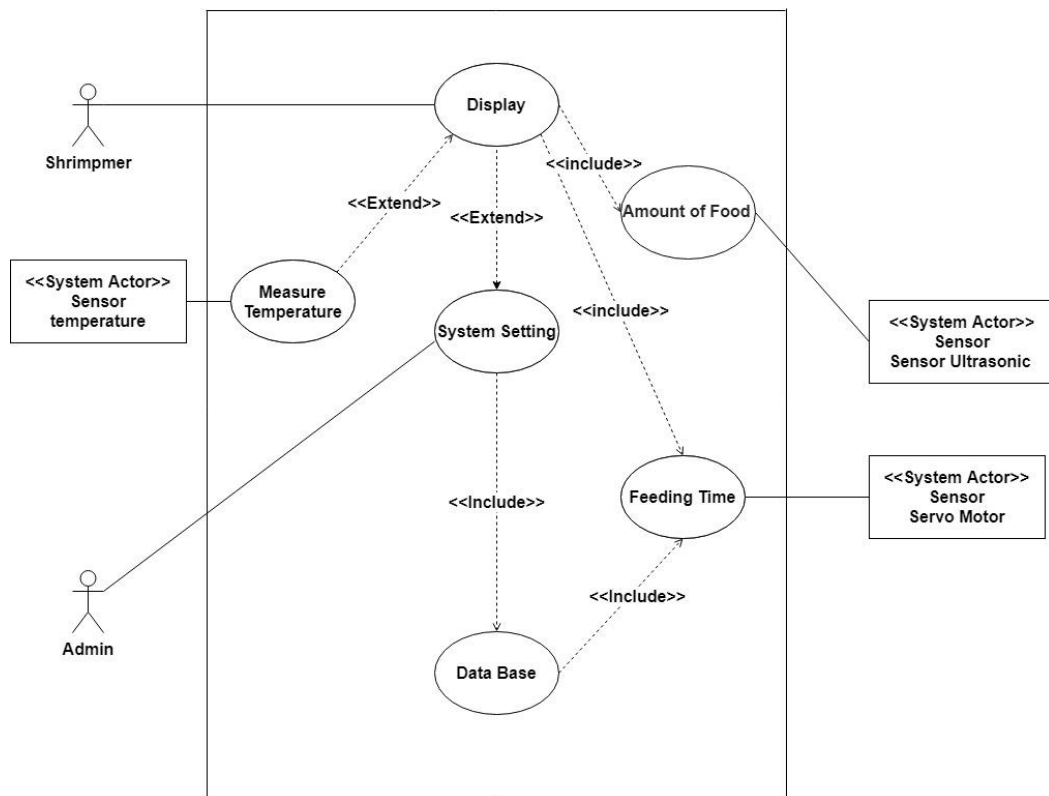 Display
Shrimpmer
<<include>>
<<Extend>>
<<Extend>>
Amount of Food
<<System Actor>>
Sensor
temperature
Measure
Temperature
<<include>>
System Setting
<<System Actor>>
Sensor
Sensor Ultrasonic
<<Include>>
Feeding Time
<<System Actor>>
Sensor
Servo Motor
<<Include>>
Admin
Data Base